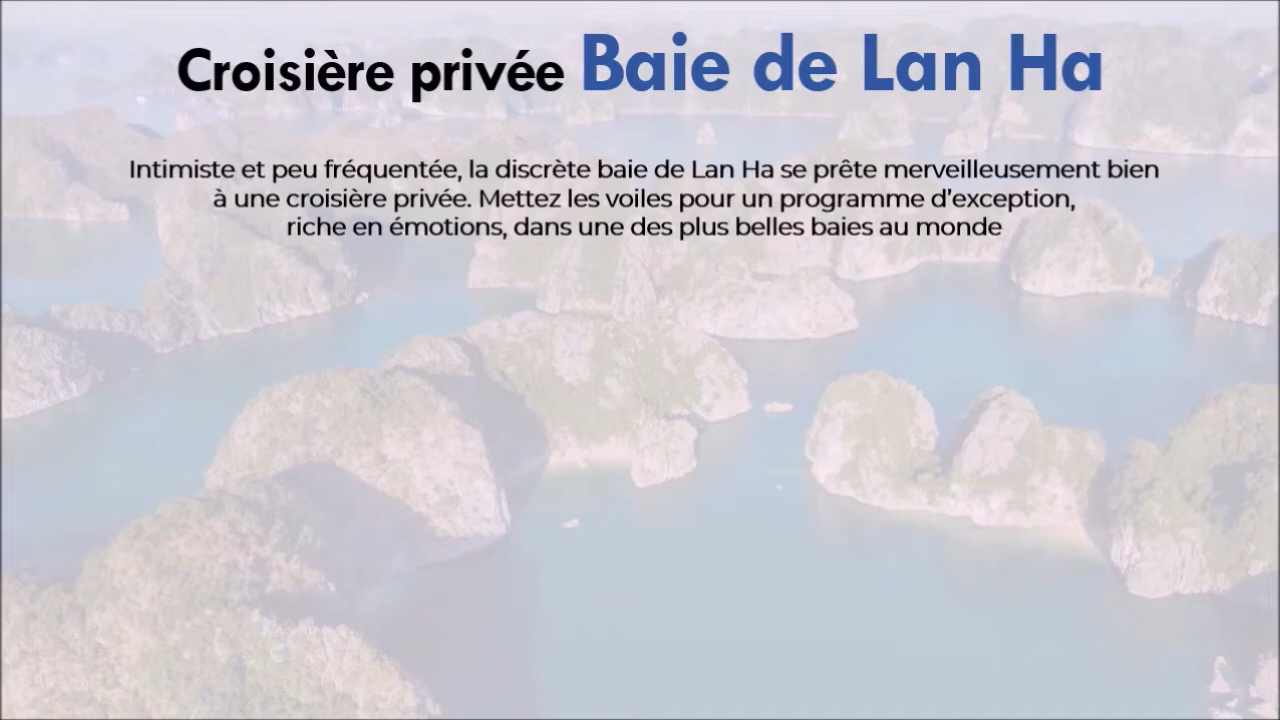 Croisière privée Baie de Lan Ha
Intimiste et peu fréquentée, la discrète baie de Lan Ha se prête merveilleusement bien
à une croisière privée. Mettez les voiles pour un programme d’exception,
riche en émotions, dans une des plus belles baies au monde